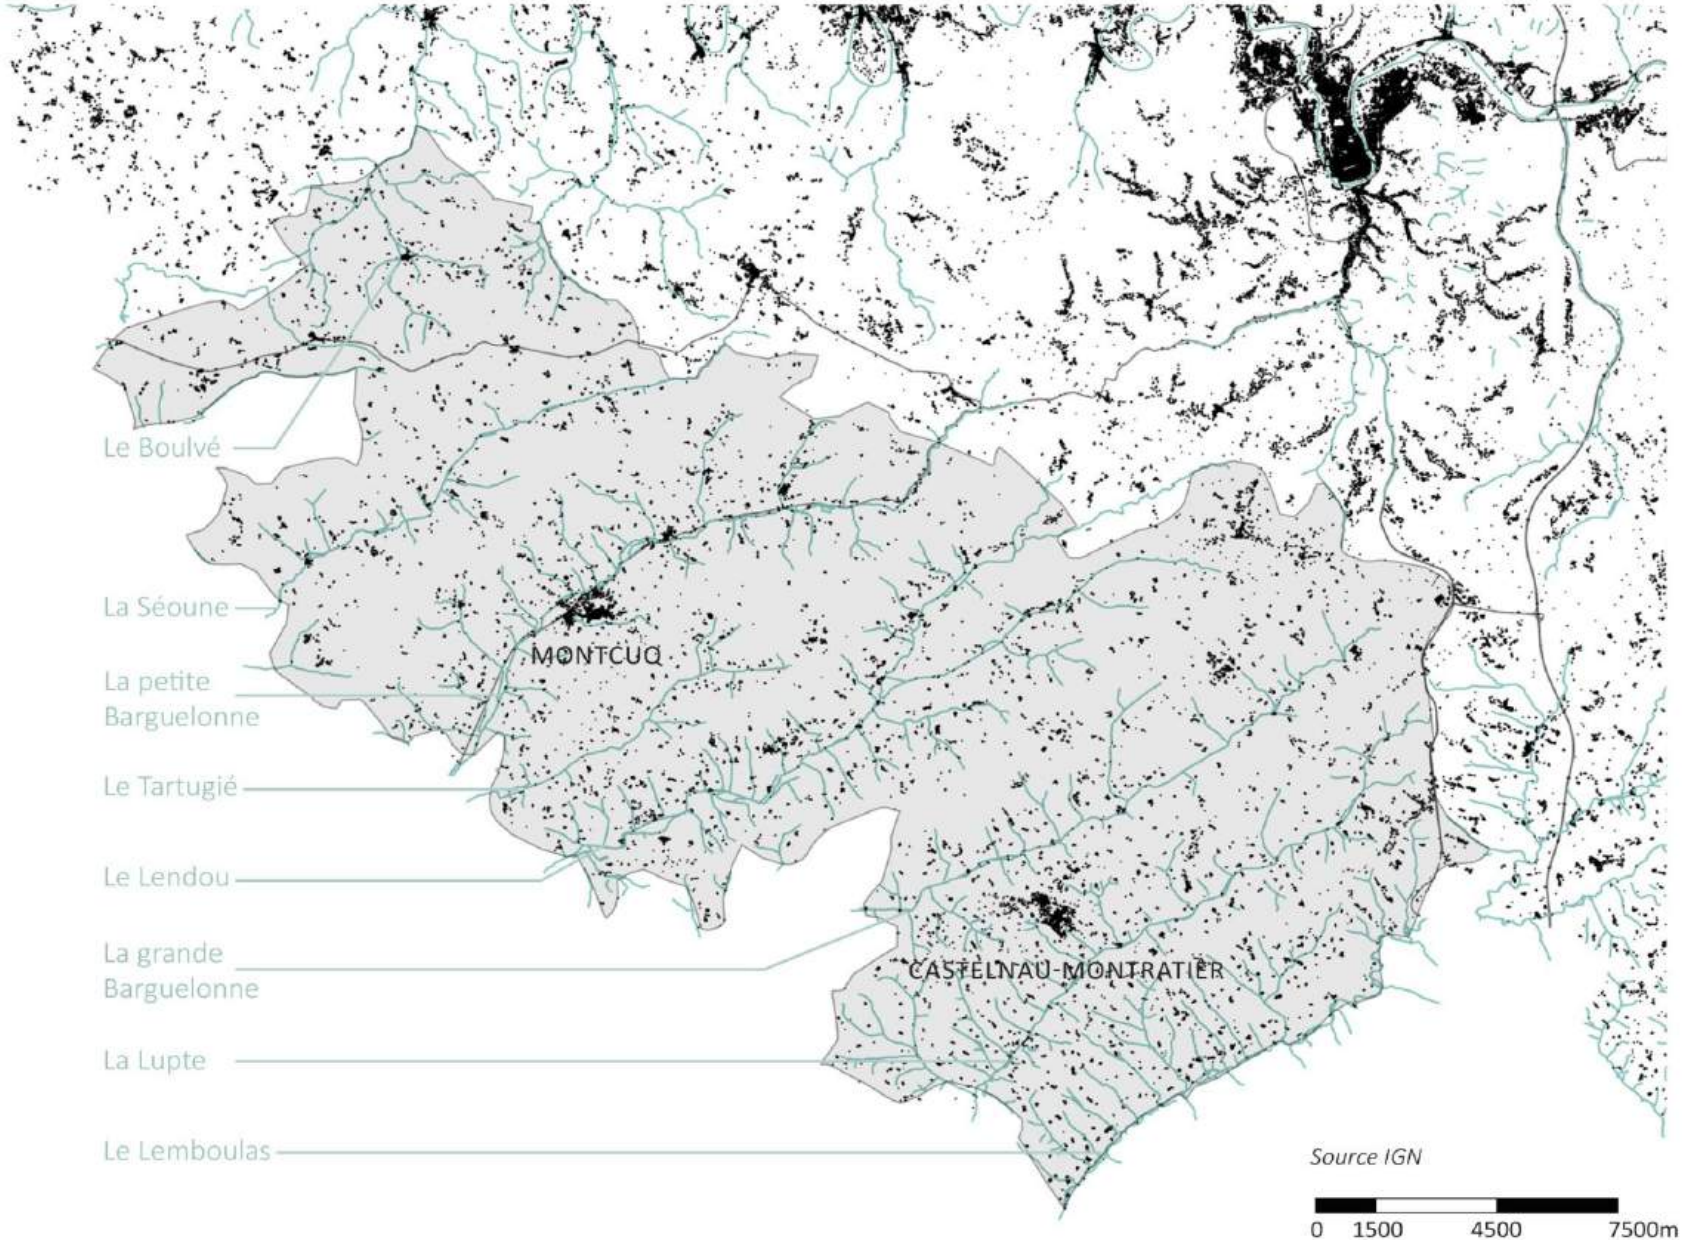 Le Boulvé
La Séoune
MONTCUQ
La petite
Barguelonne
Le Tartugié
Le Lendou
La grande
Barguelonne
CASTELNAU-MONTRATIER
La Lupte
Le Lemboulas
Source IGN
0 1500 4500 7500m